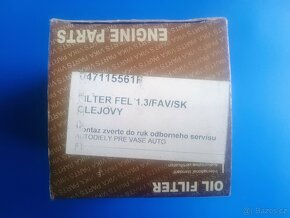 ENGINE PARTS
047115561F
FILTER FEL 1.3/FAV/SK
OLEJOVY
Montaz zverte do ruk odborneho servisu
AUTODIELY PRE VASE AUTO
OIL FILTER